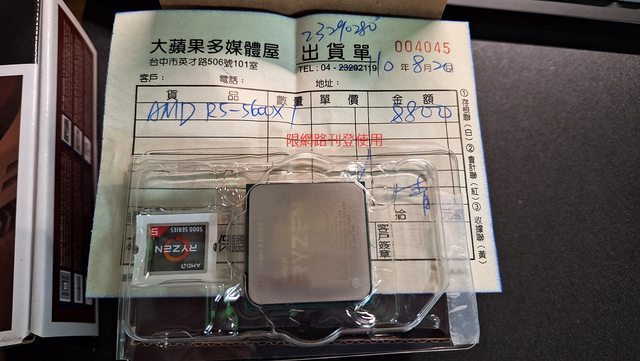 23290280
大蘋果多媒體屋 出貨單 004045
台中市英才路506號101室 TEL : 04 - 23292119 10 年 8 月 20 日
客戶： 電話： 地址：
貨品 數量 單價 金額
AMD R5-5600X 1 8800
限網路刊登使用
①存根聯(白)②會計聯(紅)③收據聯(黃)
客戶簽章
AMD
RYZEN
5
5000 SERIES